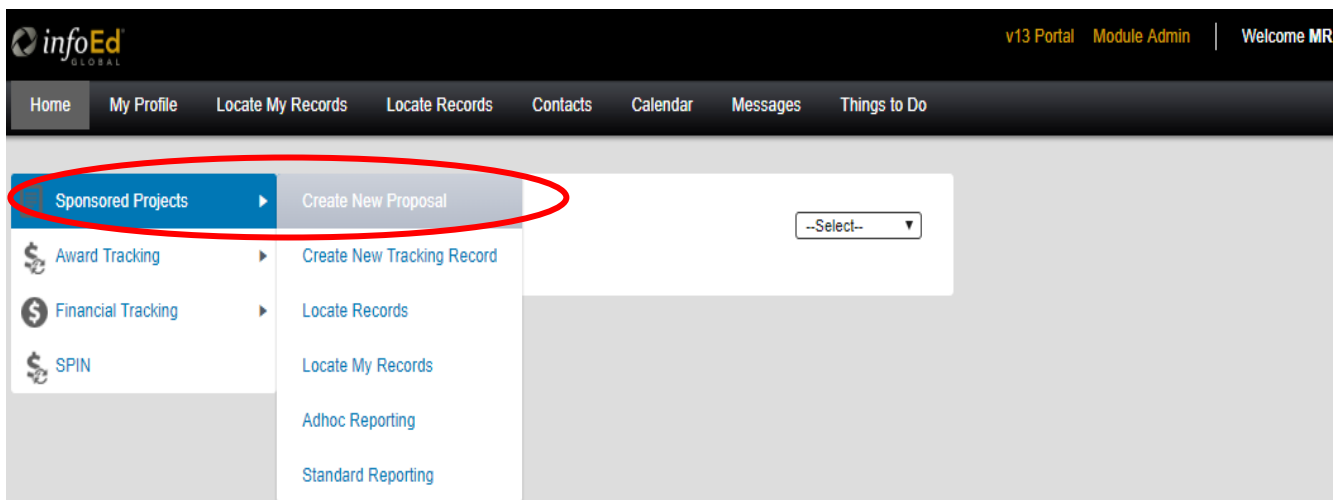 infoEd
GLOBAL
v13 Portal Module Admin Welcome MR
Home My Profile Locate My Records Locate Records Contacts Calendar Messages Things to Do
Sponsored Projects Create New Proposal
--Select--
Award Tracking Create New Tracking Record
Financial Tracking Locate Records
SPIN Locate My Records
Adhoc Reporting
Standard Reporting